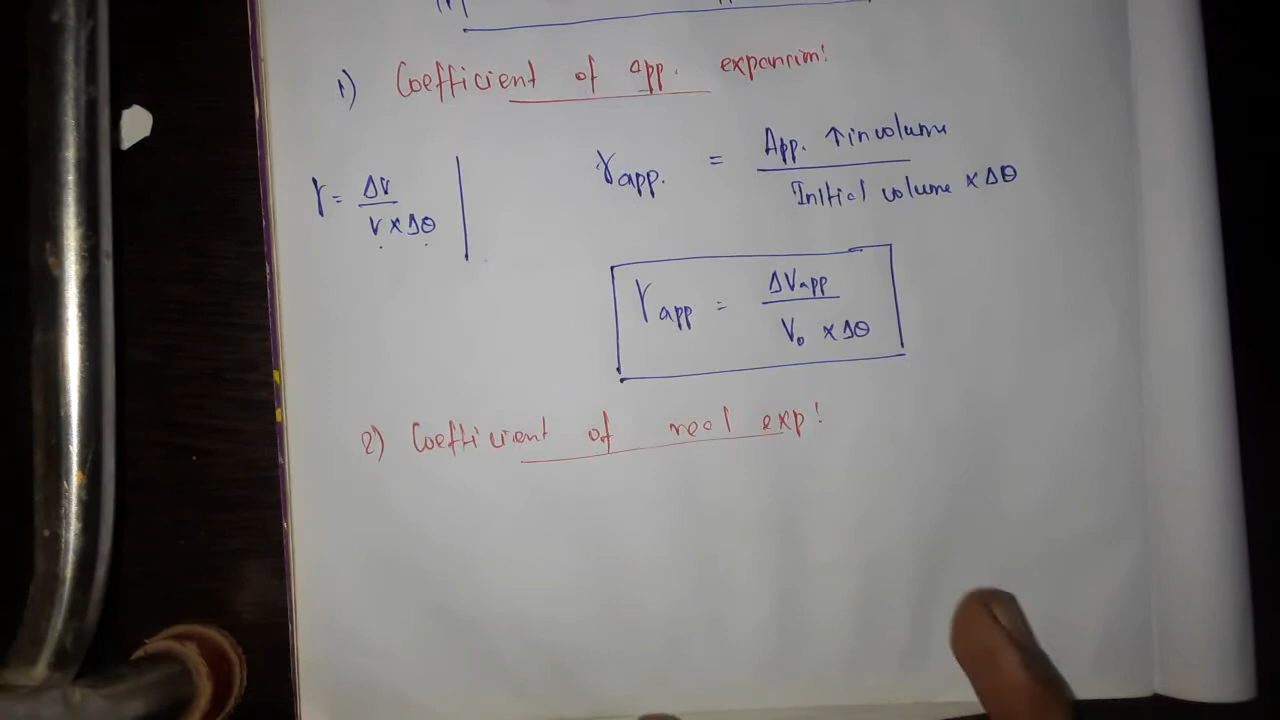 1) Coefficient of app. expansion:
γ = ΔV / V × Δθ
γapp. = App. ↑ in volume / Initial volume × Δθ
γapp = ΔVapp / V₀ × Δθ
2) Coefficient of real exp: